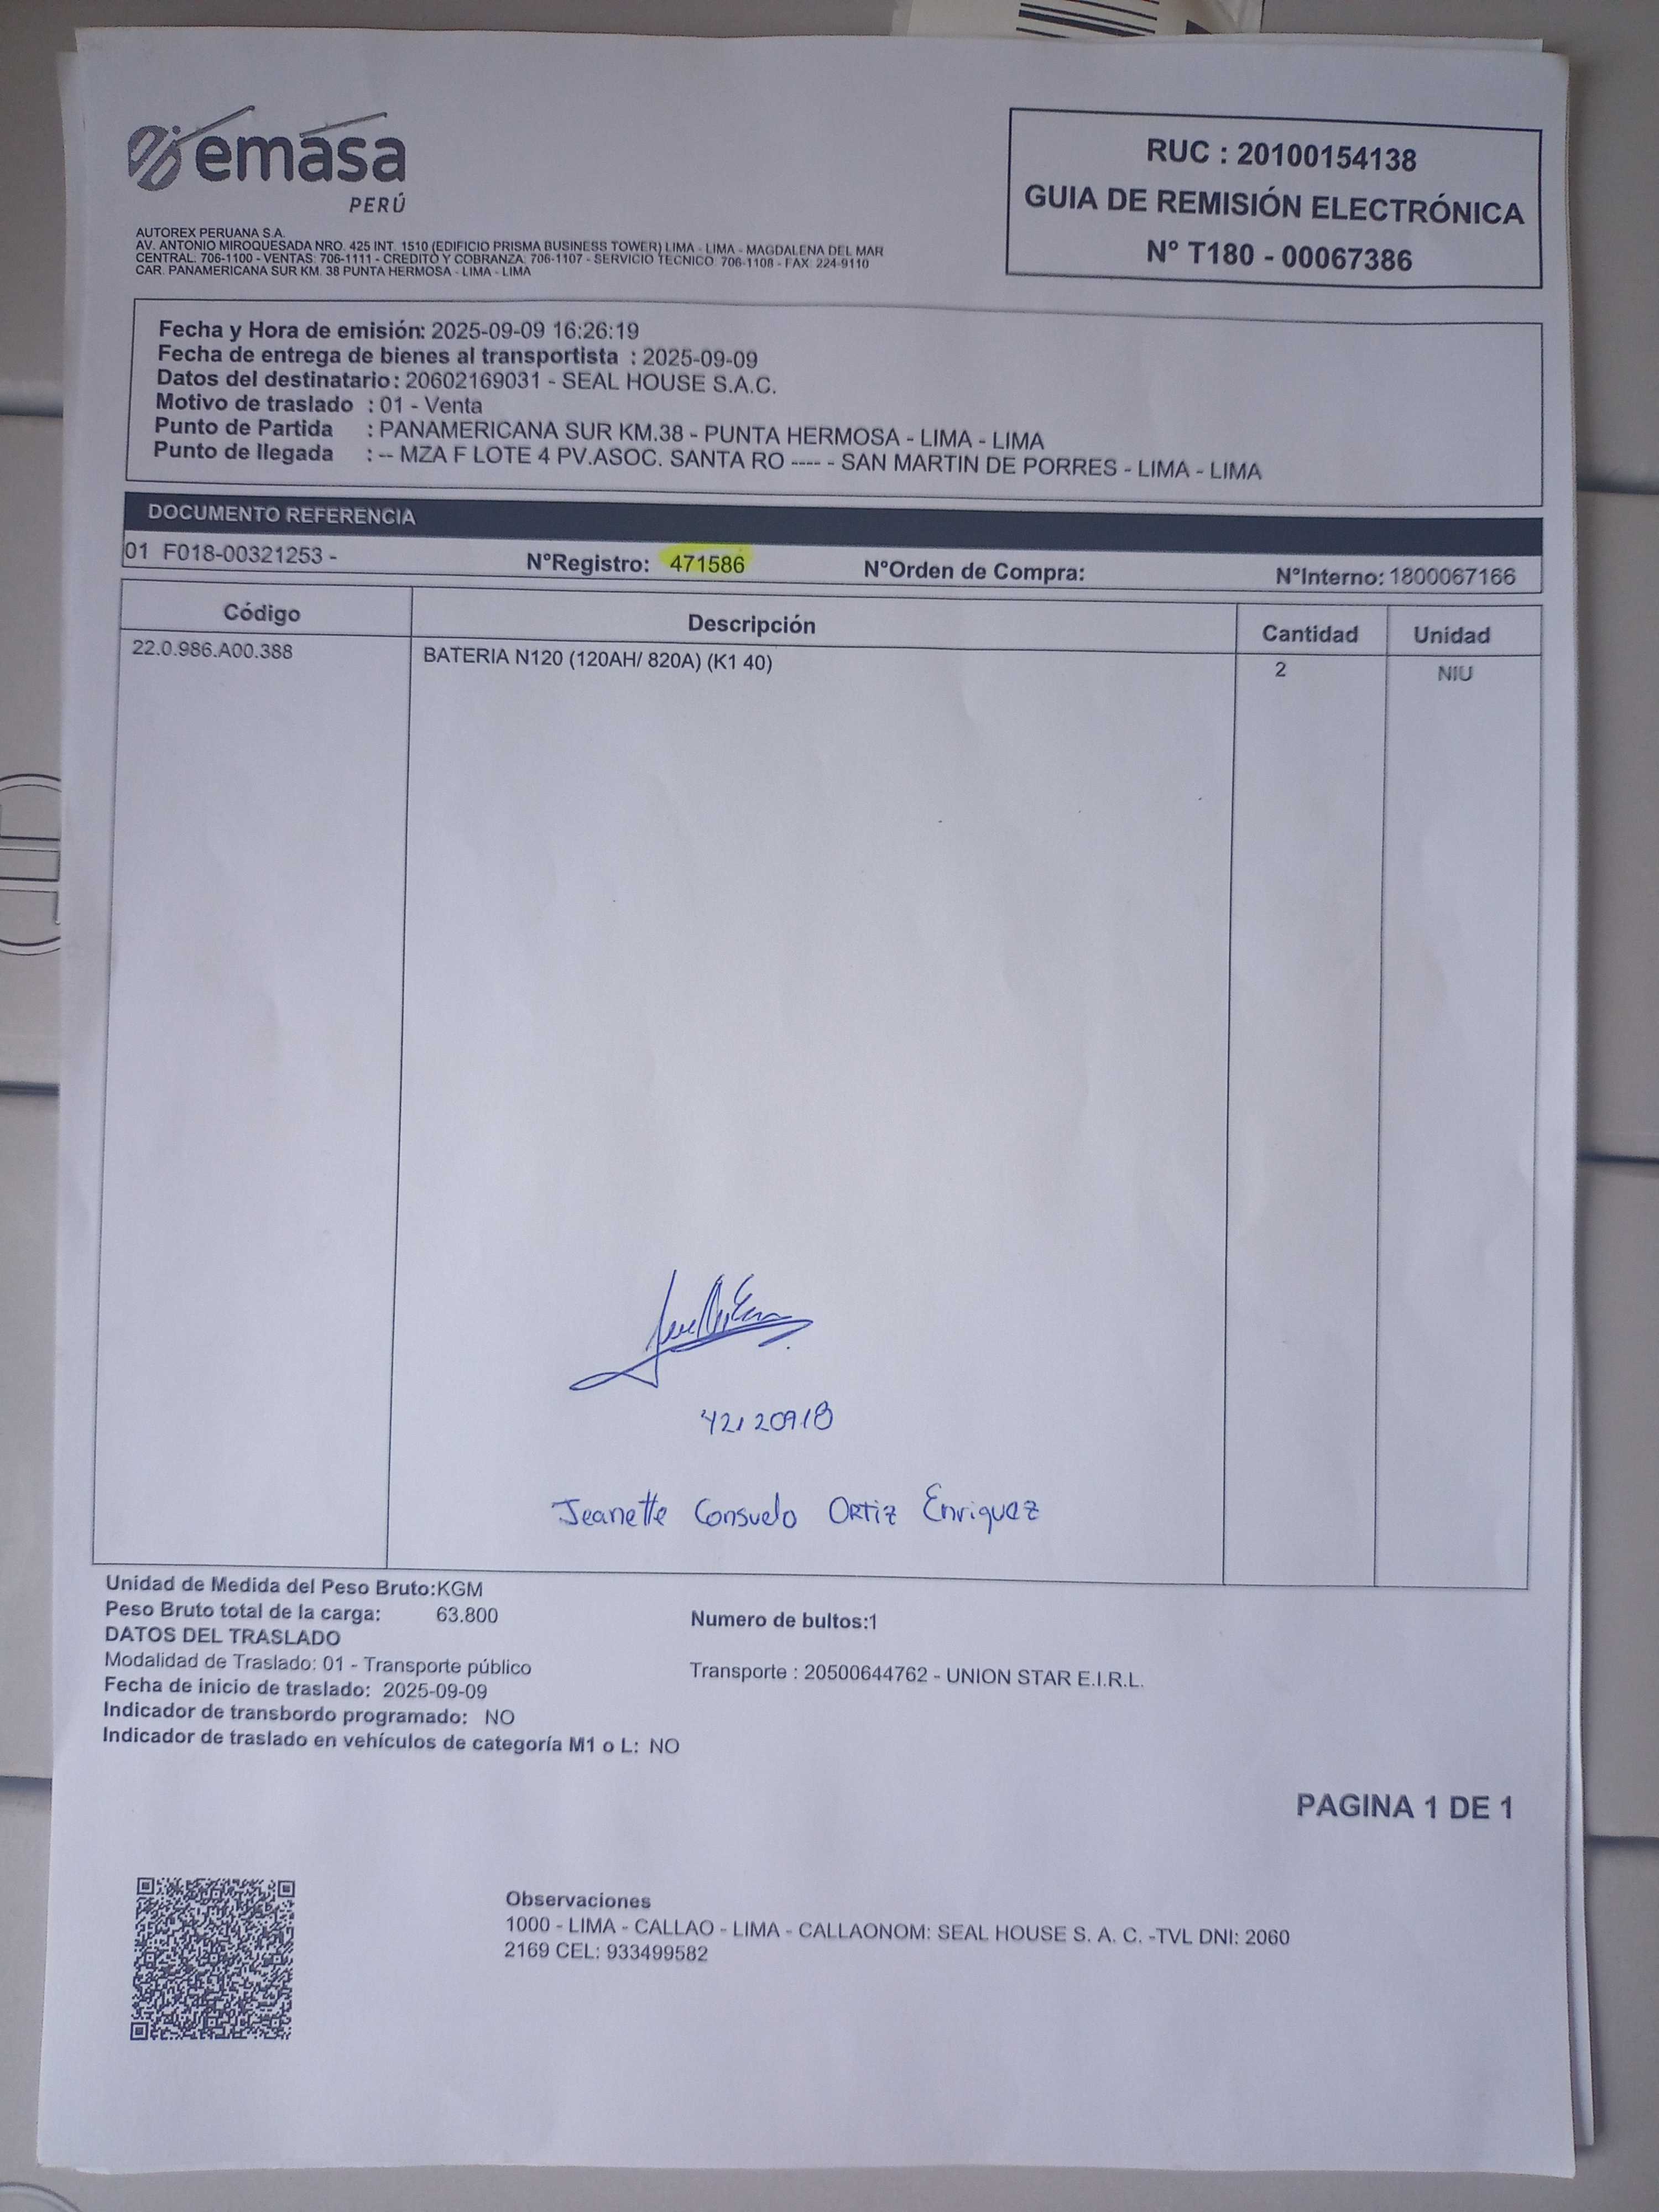 emasa
PERÚ
AUTOREX PERUANA S.A.
AV. ANTONIO MIROQUESADA NRO. 425 INT. 1510 (EDIFICIO PRISMA BUSINESS TOWER) LIMA - LIMA - MAGDALENA DEL MAR
CENTRAL: 706-1100 - VENTAS: 706-1111 - CREDITO Y COBRANZA: 706-1107 - SERVICIO TECNICO: 706-1108 - FAX: 224-9110
CAR. PANAMERICANA SUR KM. 38 PUNTA HERMOSA - LIMA - LIMA
RUC : 20100154138
GUIA DE REMISIÓN ELECTRÓNICA
N° T180 - 00067386
Fecha y Hora de emisión: 2025-09-09 16:26:19
Fecha de entrega de bienes al transportista : 2025-09-09
Datos del destinatario: 20602169031 - SEAL HOUSE S.A.C.
Motivo de traslado : 01 - Venta
Punto de Partida : PANAMERICANA SUR KM.38 - PUNTA HERMOSA - LIMA - LIMA
Punto de llegada : -- MZA F LOTE 4 PV.ASOC. SANTA RO ---- - SAN MARTIN DE PORRES - LIMA - LIMA
DOCUMENTO REFERENCIA
01 F018-00321253 - N°Registro: 471586 N°Orden de Compra: N°Interno: 1800067166
Código Descripción Cantidad Unidad
22.0.986.A00.388 BATERIA N120 (120AH/ 820A) (K1 40) 2 NIU
42120918
Jeanette Consuelo Ortiz Enriquez
Unidad de Medida del Peso Bruto:KGM
Peso Bruto total de la carga: 63.800 Numero de bultos:1
DATOS DEL TRASLADO
Modalidad de Traslado: 01 - Transporte público Transporte : 20500644762 - UNION STAR E.I.R.L.
Fecha de inicio de traslado: 2025-09-09
Indicador de transbordo programado: NO
Indicador de traslado en vehículos de categoría M1 o L: NO
PAGINA 1 DE 1
Observaciones
1000 - LIMA - CALLAO - LIMA - CALLAONOM: SEAL HOUSE S. A. C. -TVL DNI: 2060
2169 CEL: 933499582